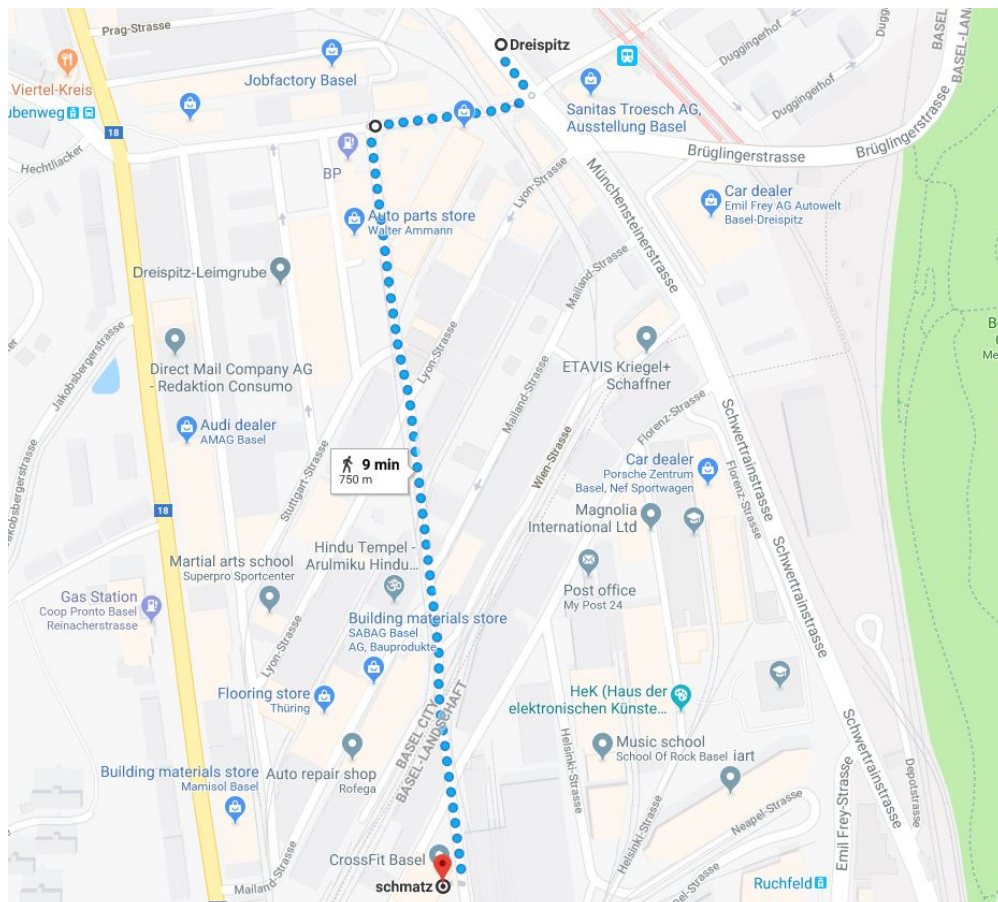 Prag-Strasse
Dreispitz
Duggingerhof
Dugg
BASEL
BASEL-LAN
Viertel-Kreis
Jobfactory Basel
Duggingerhof
ubenweg
Sanitas Troesch AG,
Ausstellung Basel
18
Hechtliacker
BP
Brüglingerstrasse
Brüglingerstrasse
Lyon-Strasse
Münchensteinerstrasse
Car dealer
Emil Frey AG Autowelt
Basel-Dreispitz
Auto parts store
Walter Ammann
Mailand-Strasse
Dreispitz-Leimgrube
B
Me
Jakobsbergerstrasse
Lyon-Strasse
Direct Mail Company AG
- Redaktion Consumo
ETAVIS Kriegel+
Schaffner
Mailand-Strasse
Audi dealer
AMAG Basel
Florenz-Strasse
Schwertrainstrasse
Wien-Strasse
9 min
750 m
Car dealer
Porsche Zentrum
Basel, Nef Sportwagen
Florenz-Strasse
Jakobsbergerstrasse
Stuttgart-Strasse
18
Magnolia
International Ltd
Martial arts school
Superpro Sportcenter
Hindu Tempel -
Arulmiku Hindu...
Schwertrainstrasse
Gas Station
Coop Pronto Basel
Reinacherstrasse
Post office
My Post 24
Building materials store
SABAG Basel
AG, Bauprodukte
Lyon-Strasse
Flooring store
Thüring
BASEL CITY
BASEL-LANDSCHAFT
HeK (Haus der
elektronischen Künste...
Helsinki-Strasse
Music school
School Of Rock Basel
iart
Schwertrainstrasse
Depotstrasse
Auto repair shop
Rofega
Building materials store
Mamisol Basel
Neapel-Strasse
Emil Frey-Strasse
Helsinki-Strasse
CrossFit Basel
Mailand-Strasse
schmatz
pel-Strasse
Ruchfeld